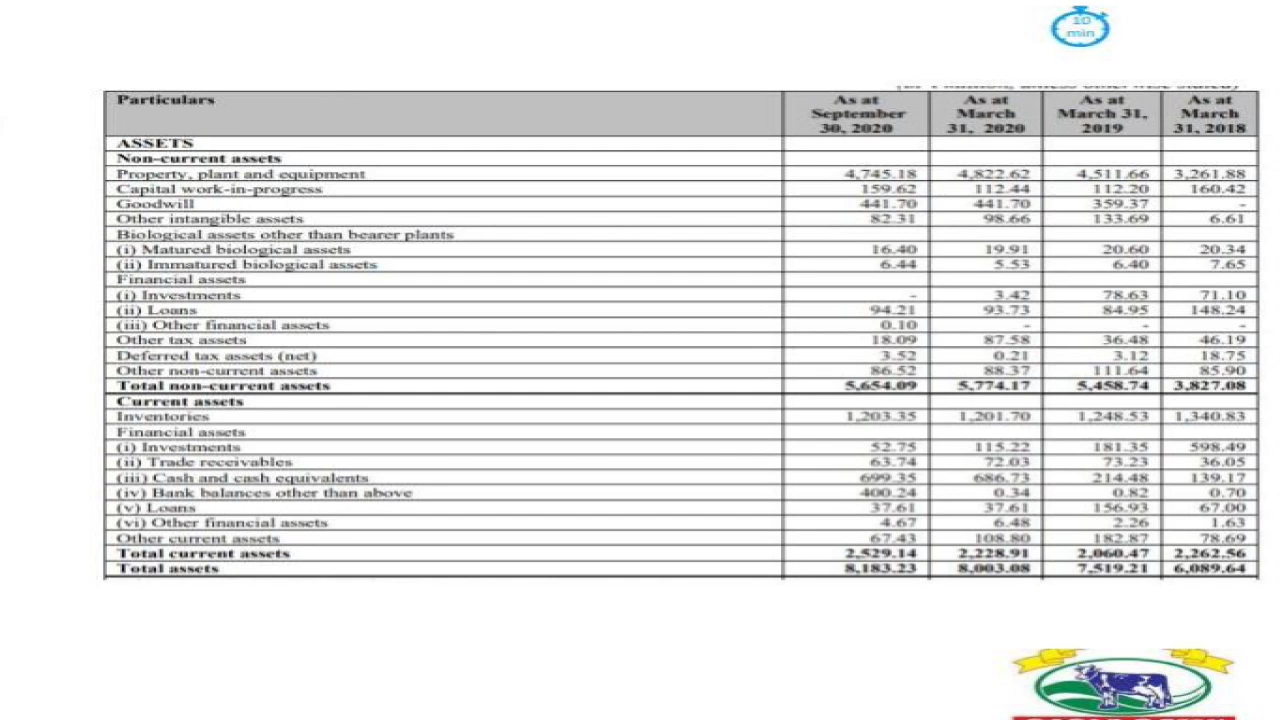 10
min
Particulars As at September 30, 2020 As at March 31, 2020 As at March 31, 2019 As at March 31, 2018
ASSETS
Non-current assets
Property, plant and equipment 4,745.18 4,822.62 4,511.66 3,261.88
Capital work-in-progress 159.62 112.44 112.20 160.42
Goodwill 441.70 441.70 359.37 -
Other intangible assets 82.31 98.66 133.69 6.61
Biological assets other than bearer plants
(i) Matured biological assets 16.40 19.91 20.60 20.34
(ii) Immatured biological assets 6.44 5.53 6.40 7.65
Financial assets
(i) Investments - 3.42 78.63 71.10
(ii) Loans 94.21 93.73 84.95 148.24
(iii) Other financial assets 0.10 - - -
Other tax assets 18.09 87.58 36.48 46.19
Deferred tax assets (net) 3.52 0.21 3.12 18.75
Other non-current assets 86.52 88.37 111.64 85.90
Total non-current assets 5,654.09 5,774.17 5,458.74 3,827.08
Current assets
Inventories 1,203.35 1,201.70 1,248.53 1,340.83
Financial assets
(i) Investments 52.75 115.22 181.35 598.49
(ii) Trade receivables 63.74 72.03 73.23 36.05
(iii) Cash and cash equivalents 699.35 686.73 214.48 139.17
(iv) Bank balances other than above 400.24 0.34 0.82 0.70
(v) Loans 37.61 37.61 156.93 67.00
(vi) Other financial assets 4.67 6.48 2.26 1.63
Other current assets 67.43 108.80 182.87 78.69
Total current assets 2,529.14 2,228.91 2,060.47 2,262.56
Total assets 8,183.23 8,003.08 7,519.21 6,089.64